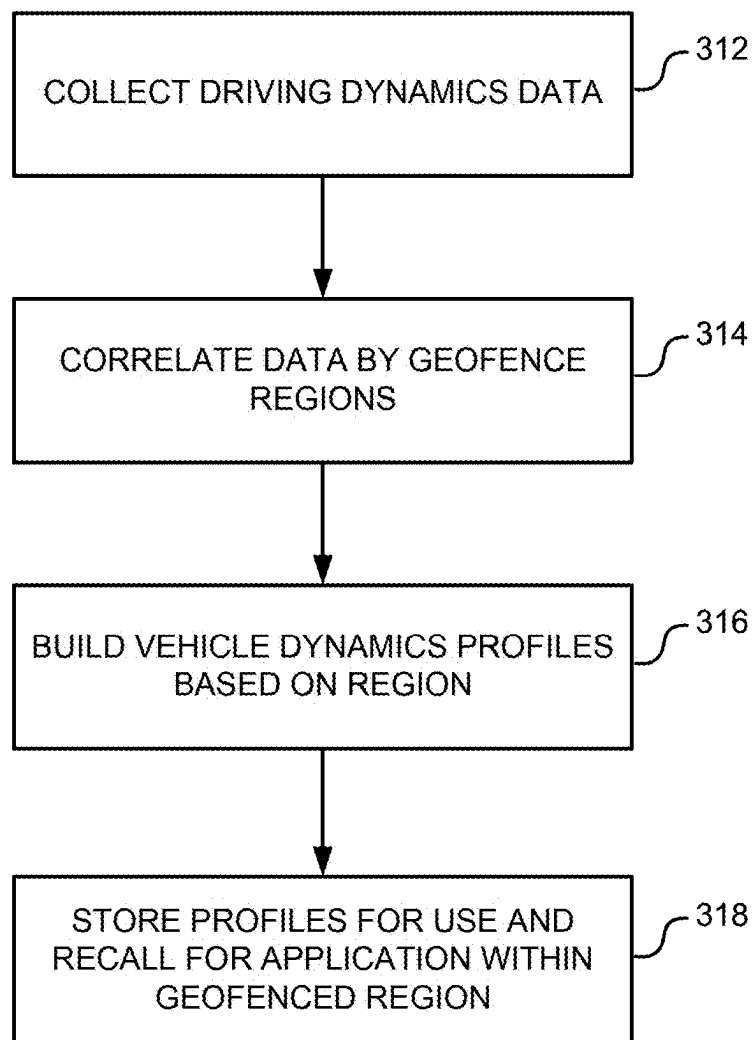 312
COLLECT DRIVING DYNAMICS DATA
314
CORRELATE DATA BY GEOFENCE
REGIONS
316
BUILD VEHICLE DYNAMICS PROFILES
BASED ON REGION
318
STORE PROFILES FOR USE AND
RECALL FOR APPLICATION WITHIN
GEOFENCED REGION